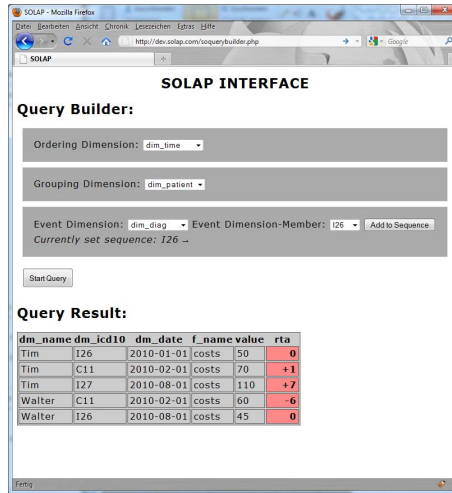 SOLAP - Mozilla Firefox
Datei Bearbeiten Ansicht Chronik Lesezeichen Extras Hilfe
http://dev.solap.com/soquerybuilder.php
Google
SOLAP
SOLAP INTERFACE
Query Builder:
Ordering Dimension: dim_time
Grouping Dimension: dim_patient
Event Dimension: dim_diag Event Dimension-Member: I26 Add to Sequence
Currently set sequence: I26 →
Start Query
Query Result:
dm_name dm_icd10 dm_date f_name value rta
Tim I26 2010-01-01 costs 50 0
Tim C11 2010-02-01 costs 70 +1
Tim I27 2010-08-01 costs 110 +7
Walter C11 2010-02-01 costs 60 -6
Walter I26 2010-08-01 costs 45 0
Fertig